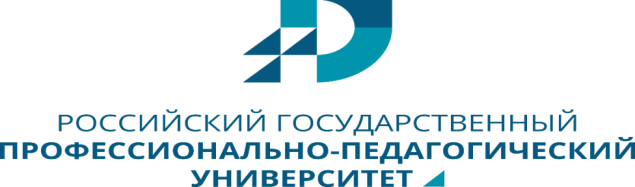 РОССИЙСКИЙ ГОСУДАРСТВЕННЫЙ
ПРОФЕССИОНАЛЬНО-ПЕДАГОГИЧЕСКИЙ
УНИВЕРСИТЕТ